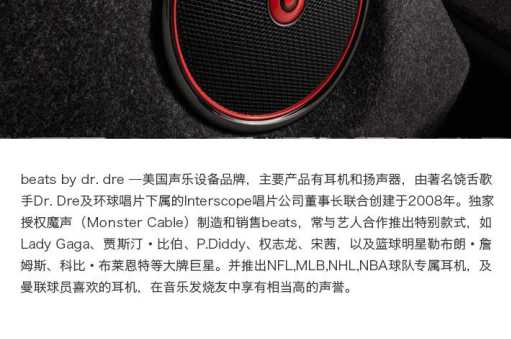 beats by dr. dre —美国声乐设备品牌，主要产品有耳机和扬声器，由著名饶舌歌
手Dr. Dre及环球唱片下属的Interscope唱片公司董事长联合创建于2008年。独家
授权魔声（Monster Cable）制造和销售beats，常与艺人合作推出特别款式，如
Lady Gaga、贾斯汀·比伯、P.Diddy、权志龙、宋茜，以及篮球明星勒布朗·詹
姆斯、科比·布莱恩特等大牌巨星。并推出NFL,MLB,NHL,NBA球队专属耳机，及
曼联球员喜欢的耳机，在音乐发烧友中享有相当高的声誉。